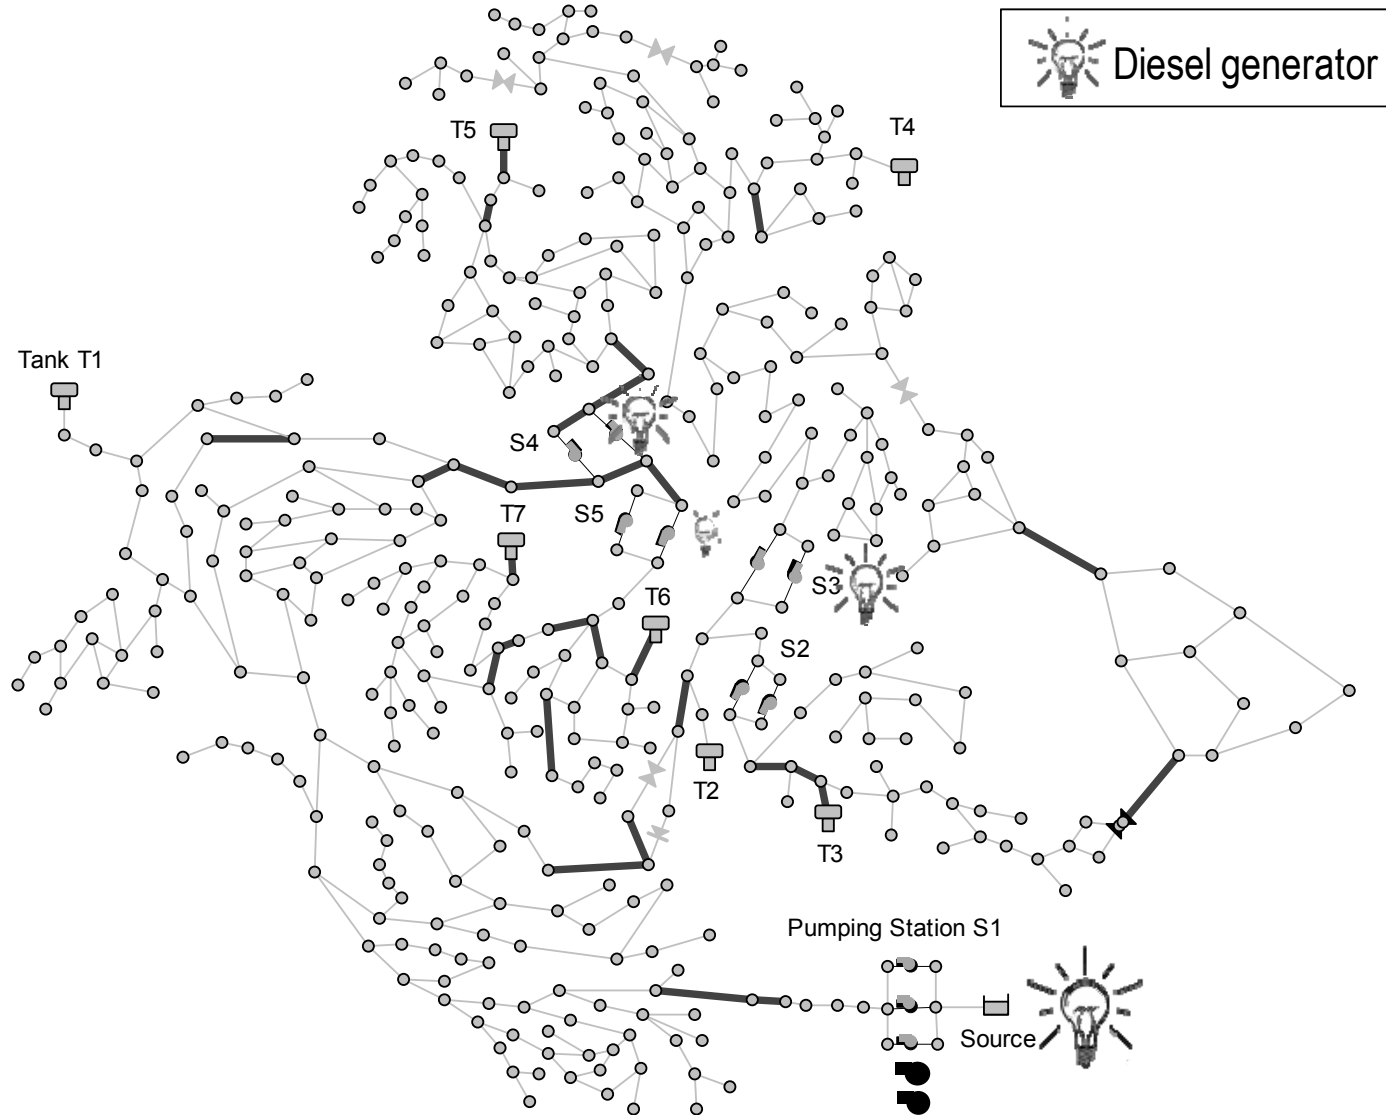 Diesel generator
T5
T4
Tank T1
S4
T7
S5
S3
T6
S2
T2
T3
Pumping Station S1
Source